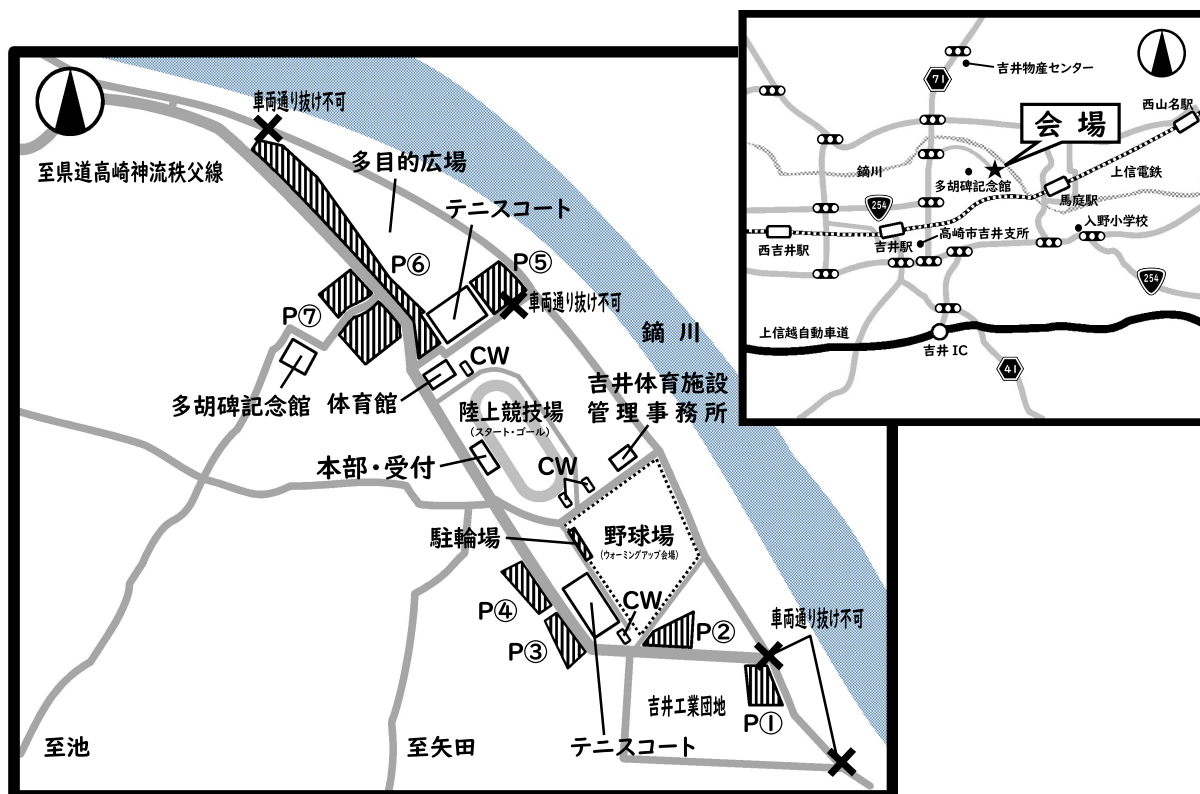 車両通り抜け不可
至県道高崎神流秩父線
多目的広場
テニスコート
P⑥
P⑤
車両通り抜け不可
P⑦
鏑川
CW
多胡碑記念館
体育館
陸上競技場
(スタート・ゴール)
吉井体育施設
管理事務所
本部・受付
CW
駐輪場
野球場
(ウォーミングアップ会場)
P④
CW
P③
P②
車両通り抜け不可
吉井工業団地
P①
至池
至矢田
テニスコート
71
吉井物産センター
西山名駅
会場
鏑川
多胡碑記念館
上信電鉄
254
馬庭駅
入野小学校
西吉井駅
吉井駅
高崎市吉井支所
254
上信越自動車道
吉井IC
41